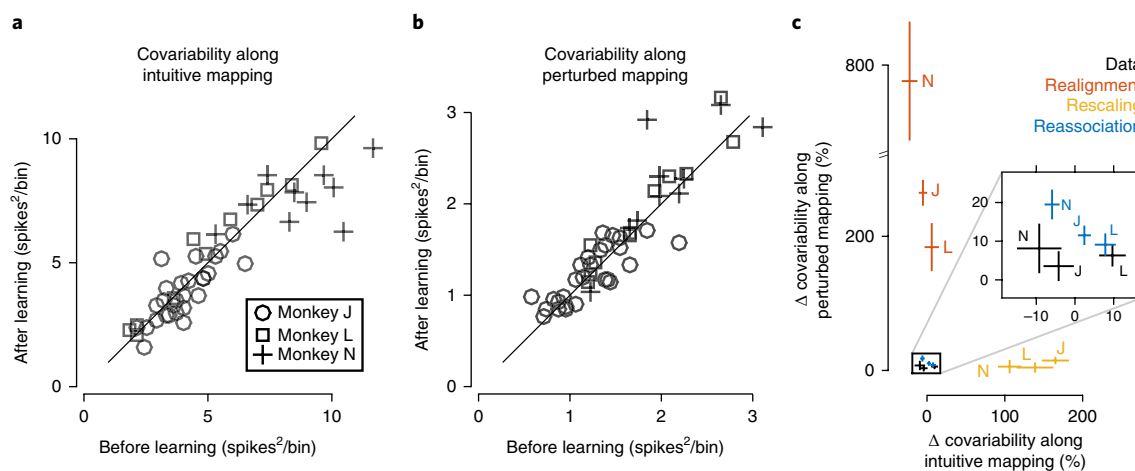 a
Covariability along
intuitive mapping
After learning (spikes²/bin)
10
5
0
0
5
10
Monkey J
Monkey L
Monkey N
Before learning (spikes²/bin)
b
Covariability along
perturbed mapping
After learning (spikes²/bin)
3
2
1
0
0
1
2
3
Before learning (spikes²/bin)
c
Data
Realignment
Rescaling
Reassociation
Δ covariability along
perturbed mapping (%)
800
200
0
N
J
L
20
10
0
N
J
L
N
J
L
−10
0
10
N
L
J
0
100
200
Δ covariability along
intuitive mapping (%)